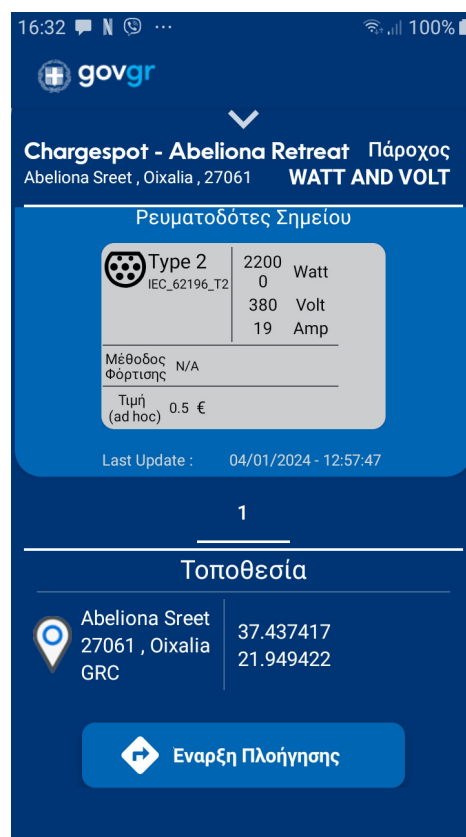 16:32 N ... 100%
govgr
Chargespot - Abeliona Retreat Πάροχος
Abeliona Sreet , Oixalia , 27061 WATT AND VOLT
Ρευματοδότες Σημείου
Type 2
IEC_62196_T2
2200
0
Watt
380 Volt
19 Amp
Μέθοδος
Φόρτισης
N/A
Τιμή
(ad hoc)
0.5 €
Last Update : 04/01/2024 - 12:57:47
1
Τοποθεσία
Abeliona Sreet
27061 , Oixalia
GRC
37.437417
21.949422
Έναρξη Πλοήγησης